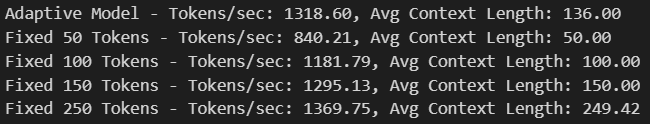 Adaptive Model - Tokens/sec: 1318.60, Avg Context Length: 136.00
Fixed 50 Tokens - Tokens/sec: 840.21, Avg Context Length: 50.00
Fixed 100 Tokens - Tokens/sec: 1181.79, Avg Context Length: 100.00
Fixed 150 Tokens - Tokens/sec: 1295.13, Avg Context Length: 150.00
Fixed 250 Tokens - Tokens/sec: 1369.75, Avg Context Length: 249.42